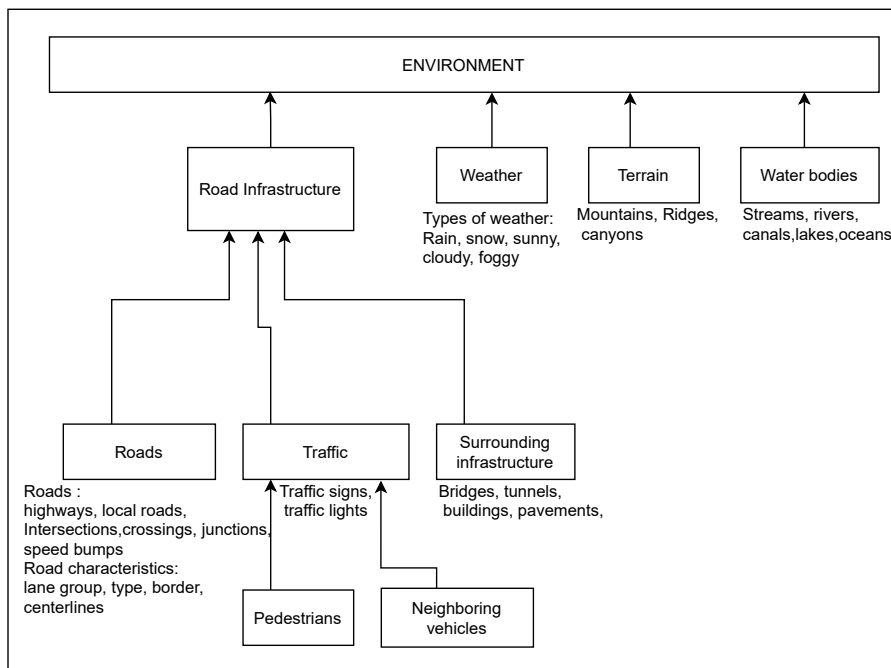 ENVIRONMENT
Road Infrastructure
Weather
Terrain
Water bodies
Types of weather:
Rain, snow, sunny,
cloudy, foggy
Mountains, Ridges,
canyons
Streams, rivers,
canals,lakes,oceans
Roads
Traffic
Surrounding
infrastructure
Roads :
highways, local roads,
Intersections,crossings, junctions,
speed bumps
Road characteristics:
lane group, type, border,
centerlines
Traffic signs,
traffic lights
Bridges, tunnels,
buildings, pavements,
Pedestrians
Neighboring
vehicles